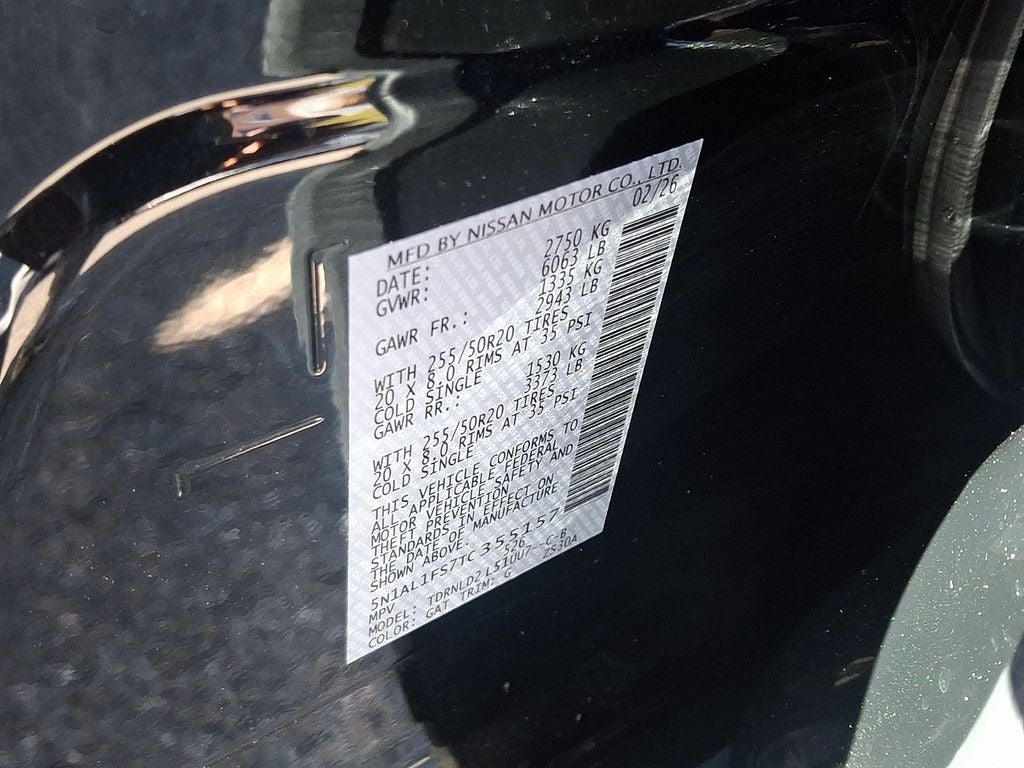 MFD BY NISSAN MOTOR CO., LTD.
DATE: 02/26
GVWR: 2750 KG
6063 LB
GAWR FR.: 1335 KG
2943 LB
WITH 255/50R20 TIRES
20 X 8.0 RIMS AT 35 PSI
COLD SINGLE
GAWR RR.: 1530 KG
3373 LB
WITH 255/50R20 TIRES
20 X 8.0 RIMS AT 35 PSI
COLD SINGLE
THIS VEHICLE CONFORMS TO
ALL APPLICABLE FEDERAL
MOTOR VEHICLE SAFETY AND
THEFT PREVENTION
STANDARDS IN EFFECT ON
THE DATE OF MANUFACTURE
SHOWN ABOVE.
5N1AL1FS7TC355157
MPV S26
MODEL: TDRNLD2 L51UU7--C-B
COLOR: GAT TRIM: G ZS30A